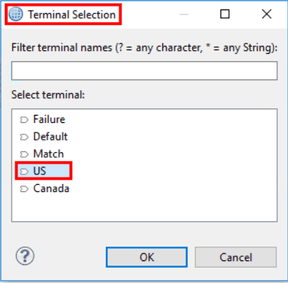 Terminal Selection
Filter terminal names (? = any character, * = any String):
Select terminal:
Failure
Default
Match
US
Canada
OK
Cancel